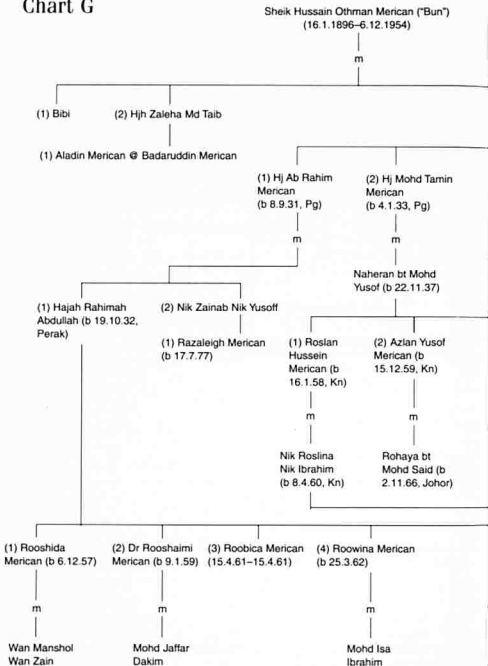 Chart G
Sheik Hussain Othman Merican ("Bun")
(16.1.1896–6.12.1954)
m
(1) Bibi
(2) Hjh Zaleha Md Taib
(1) Aladin Merican @ Badaruddin Merican
(1) Hj Ab Rahim
Merican
(b 8.9.31, Pg)
(2) Hj Mohd Tamin
Merican
(b 4.1.33, Pg)
m
m
Naheran bt Mohd
Yusof (b 22.11.37)
(1) Hajah Rahimah
Abdullah (b 19.10.32,
Perak)
(2) Nik Zainab Nik Yusoff
(1) Razaleigh Merican
(b 17.7.77)
(1) Roslan
Hussein
Merican (b
16.1.58, Kn)
(2) Azlan Yusof
Merican (b
15.12.59, Kn)
m
m
Nik Roslina
Nik Ibrahim
(b 8.4.60, Kn)
Rohaya bt
Mohd Said (b
2.11.66, Johor)
(1) Rooshida
Merican (b 6.12.57)
(2) Dr Rooshaimi
Merican (b 9.1.59)
(3) Roobica Merican
(15.4.61–15.4.61)
(4) Roowina Merican
(b 25.3.62)
m
m
m
Wan Manshol
Wan Zain
Mohd Jaffar
Dakim
Mohd Isa
Ibrahim